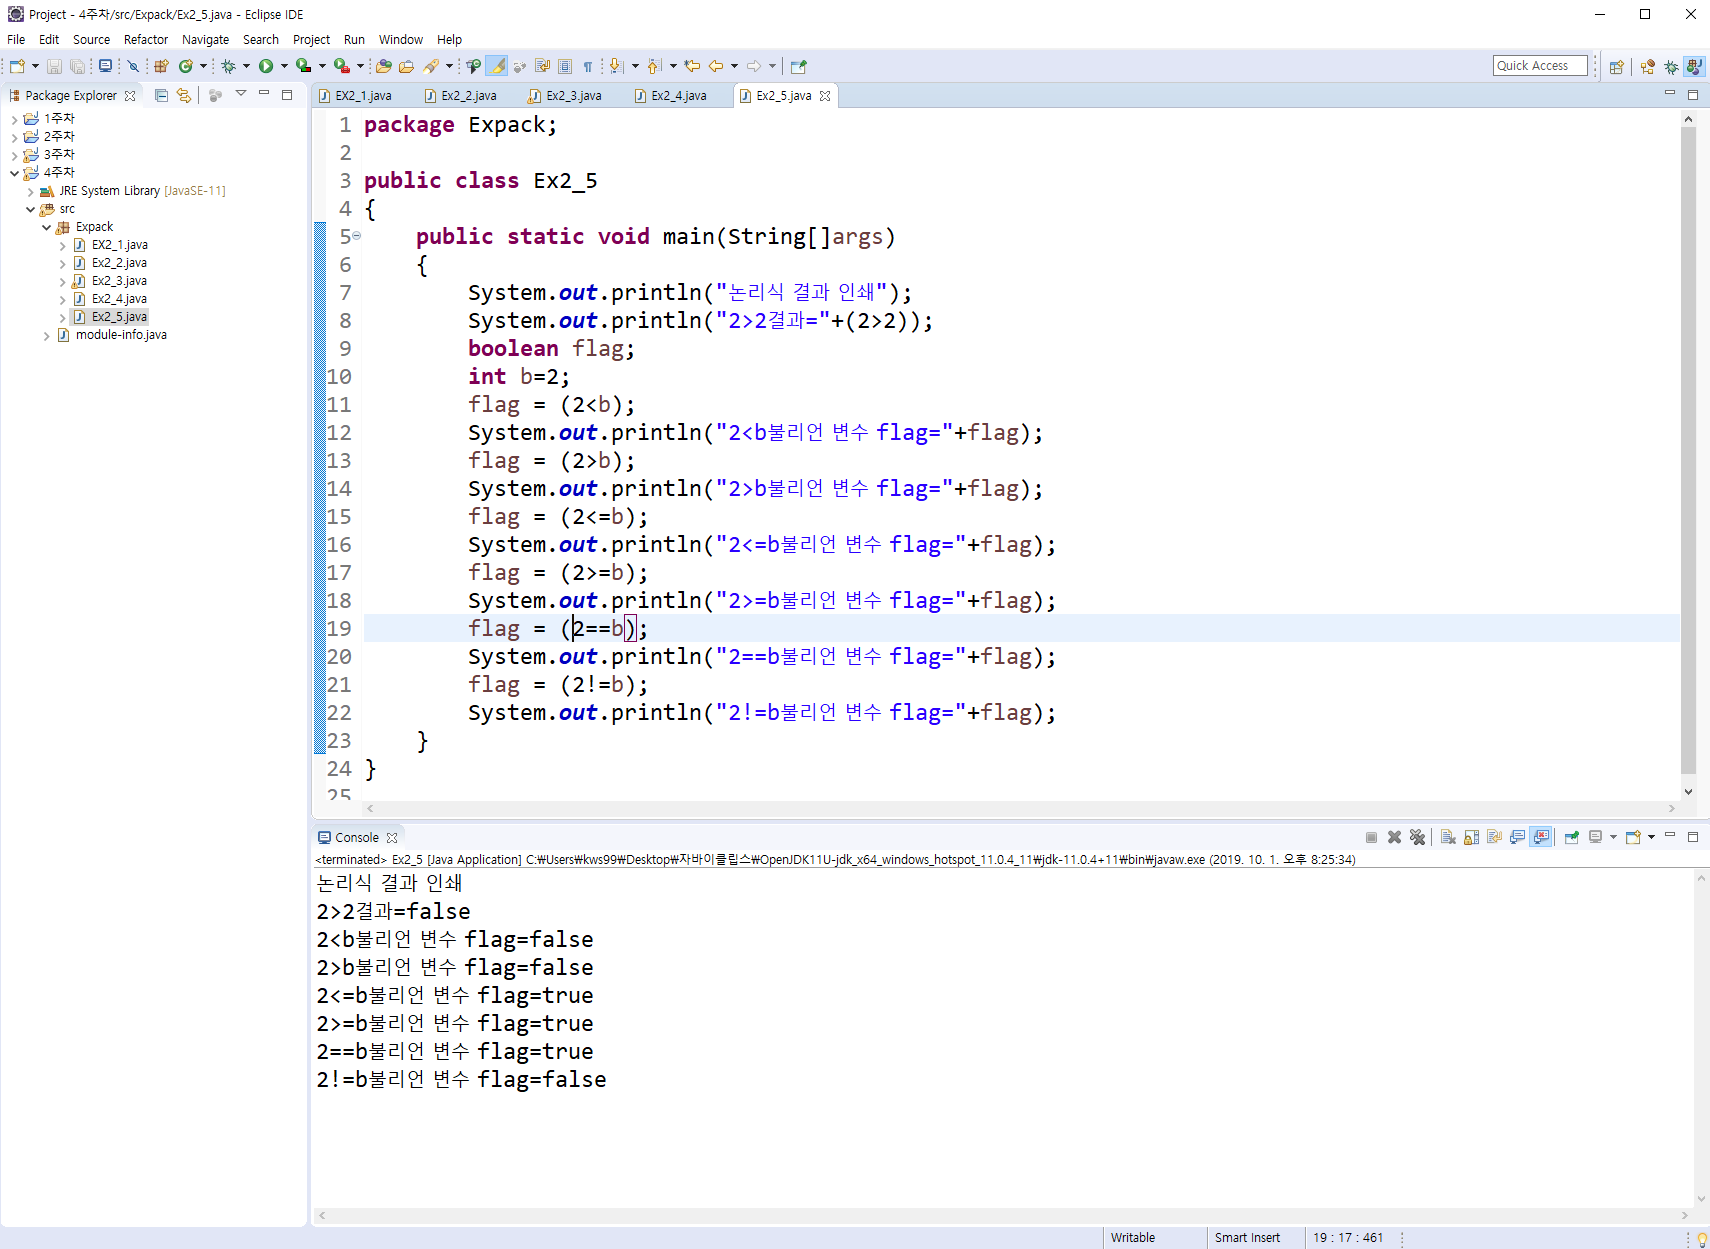 Project - 4주차/src/Expack/Ex2_5.java - Eclipse IDE
File Edit Source Refactor Navigate Search Project Run Window Help
Quick Access
Package Explorer
1주차
2주차
3주차
4주차
JRE System Library [JavaSE-11]
src
Expack
EX2_1.java
Ex2_2.java
Ex2_3.java
Ex2_4.java
Ex2_5.java
module-info.java
EX2_1.java Ex2_2.java Ex2_3.java Ex2_4.java Ex2_5.java
1 package Expack;
2
3 public class Ex2_5
4 {
5 public static void main(String[]args)
6 {
7 System.out.println("논리식 결과 인쇄");
8 System.out.println("2>2결과="+(2>2));
9 boolean flag;
10 int b=2;
11 flag = (2<b);
12 System.out.println("2<b불리언 변수 flag="+flag);
13 flag = (2>b);
14 System.out.println("2>b불리언 변수 flag="+flag);
15 flag = (2<=b);
16 System.out.println("2<=b불리언 변수 flag="+flag);
17 flag = (2>=b);
18 System.out.println("2>=b불리언 변수 flag="+flag);
19 flag = (2==b);
20 System.out.println("2==b불리언 변수 flag="+flag);
21 flag = (2!=b);
22 System.out.println("2!=b불리언 변수 flag="+flag);
23 }
24 }
25
Console
<terminated> Ex2_5 [Java Application] C:₩Users₩kws99₩Desktop₩자바이클립스₩OpenJDK11U-jdk_x64_windows_hotspot_11.0.4_11₩jdk-11.0.4+11₩bin₩javaw.exe (2019. 10. 1. 오후 8:25:34)
논리식 결과 인쇄
2>2결과=false
2<b불리언 변수 flag=false
2>b불리언 변수 flag=false
2<=b불리언 변수 flag=true
2>=b불리언 변수 flag=true
2==b불리언 변수 flag=true
2!=b불리언 변수 flag=false
Writable Smart Insert 19 : 17 : 461